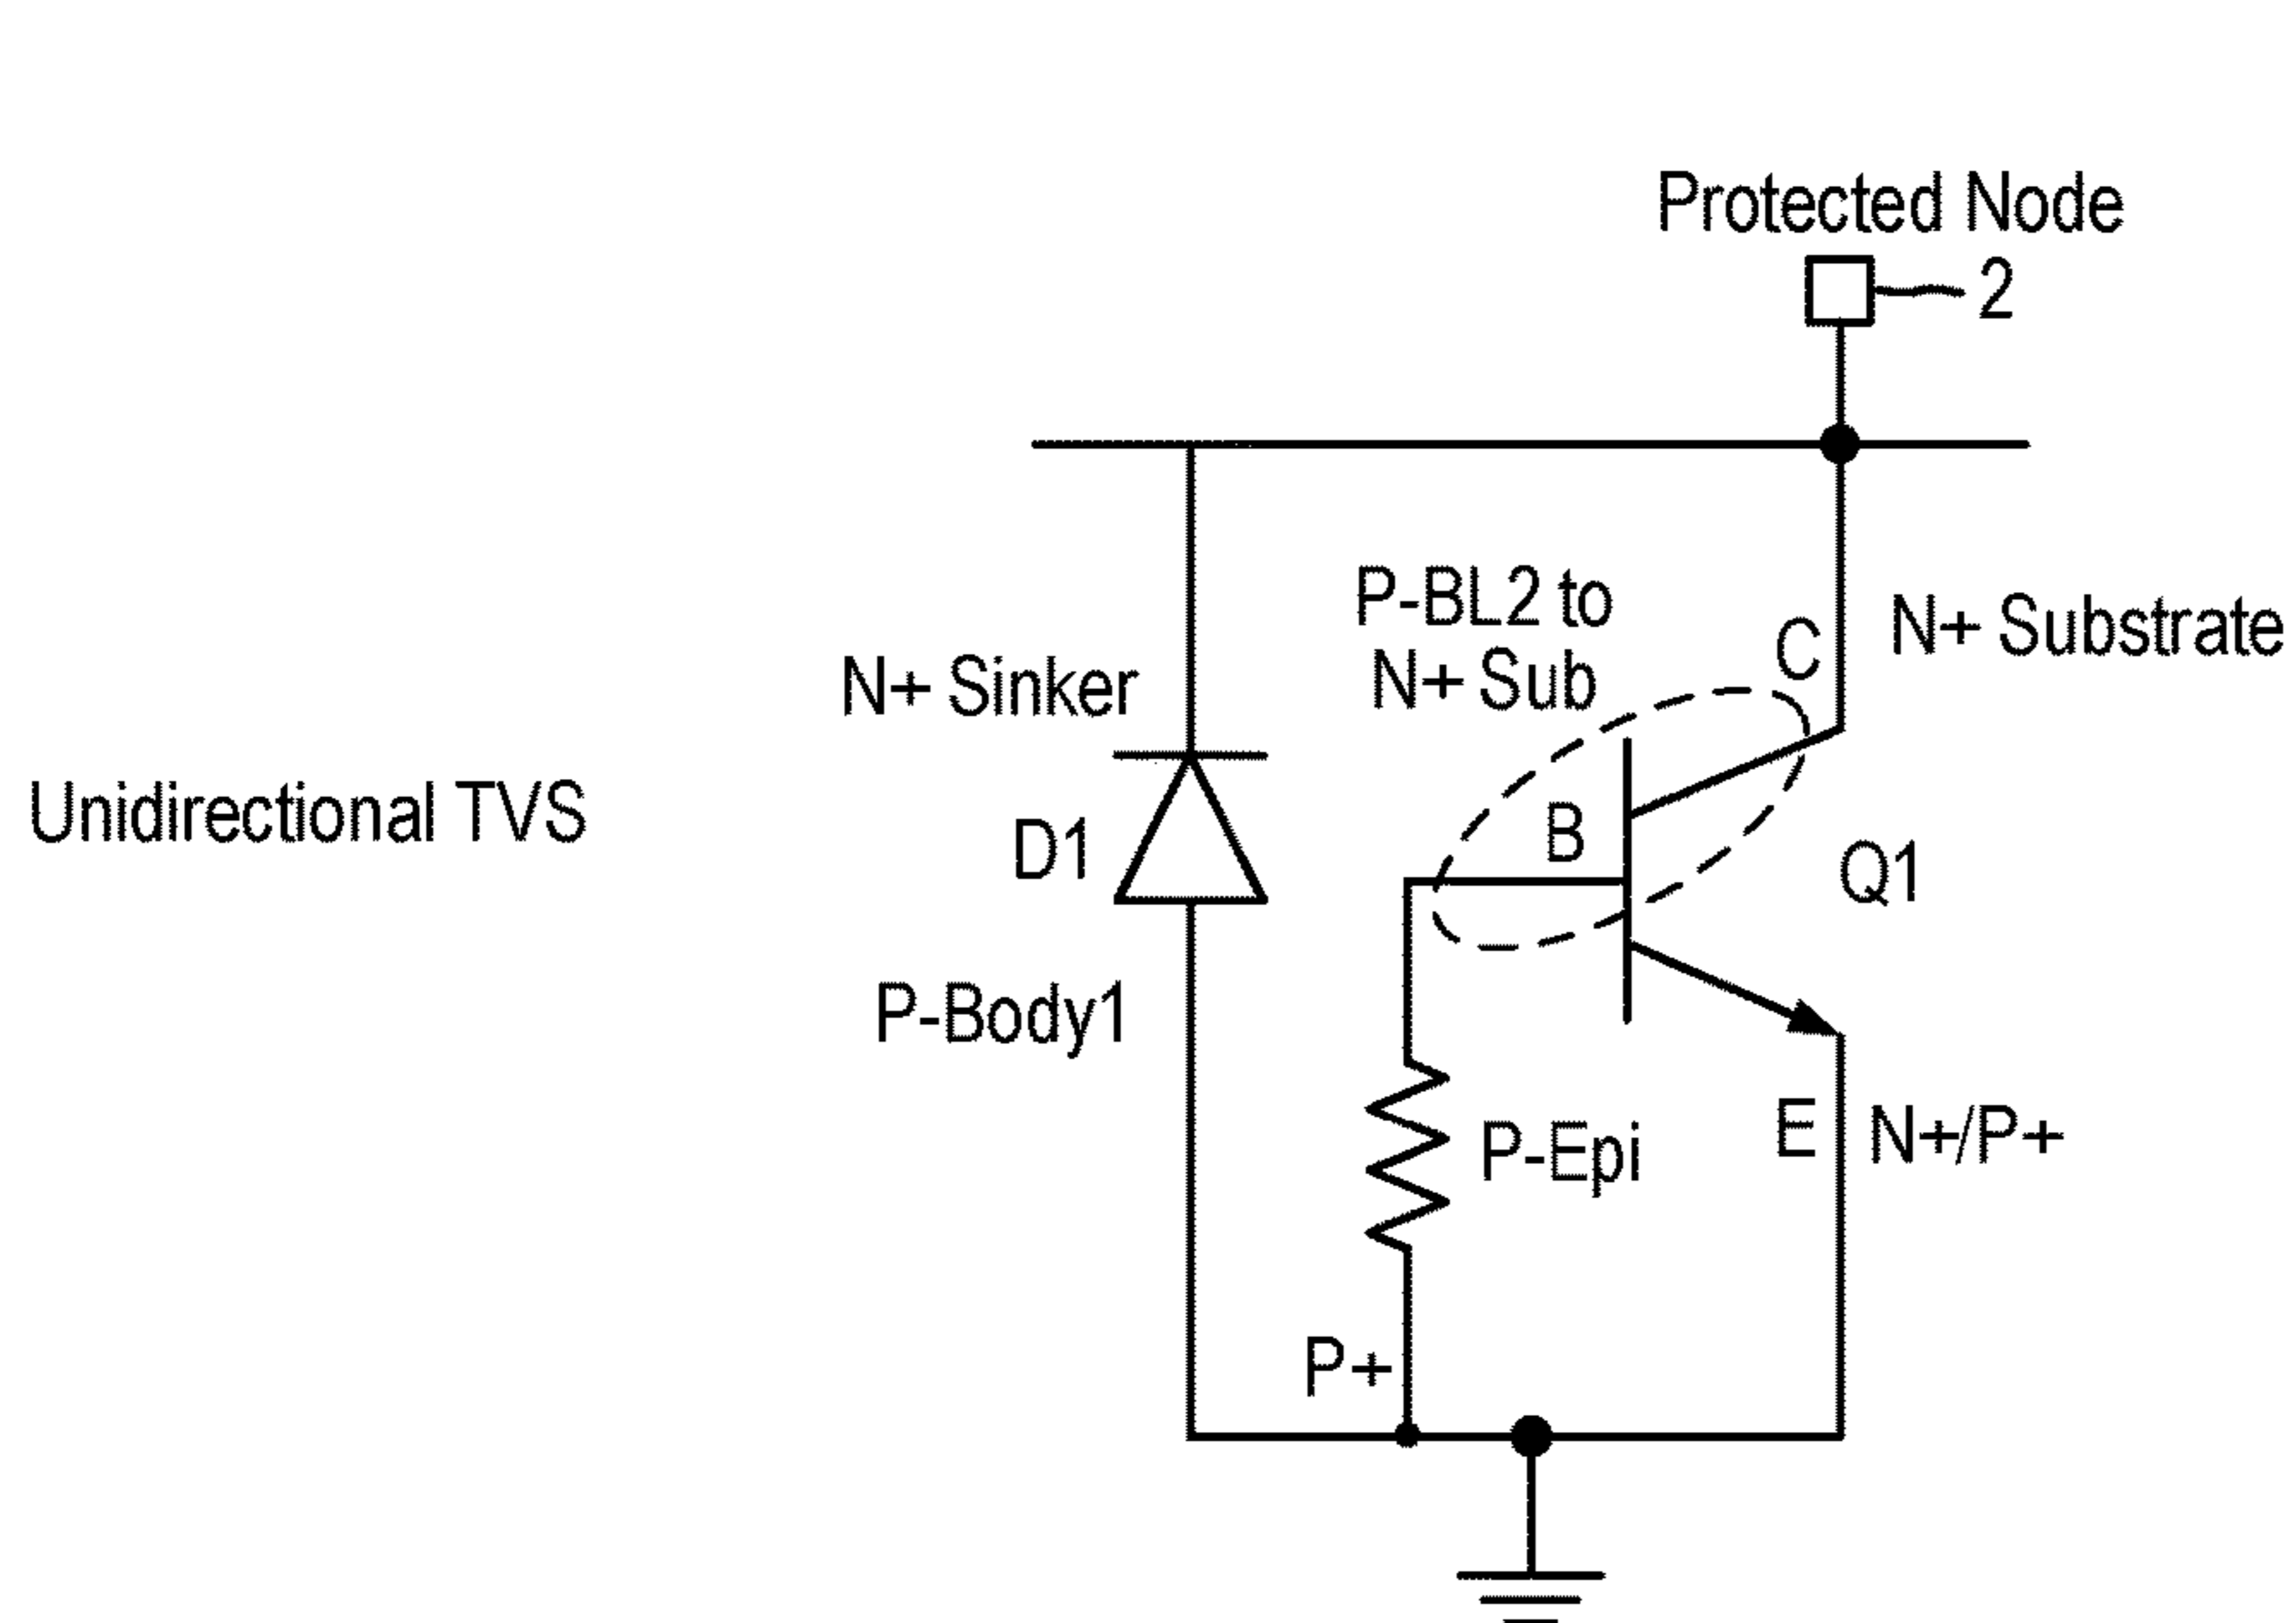 Protected Node
2
P-BL2 to
N+ Sub
C
N+ Substrate
N+ Sinker
Unidirectional TVS
D1
B
Q1
P-Body1
P-Epi
E
N+/P+
P+